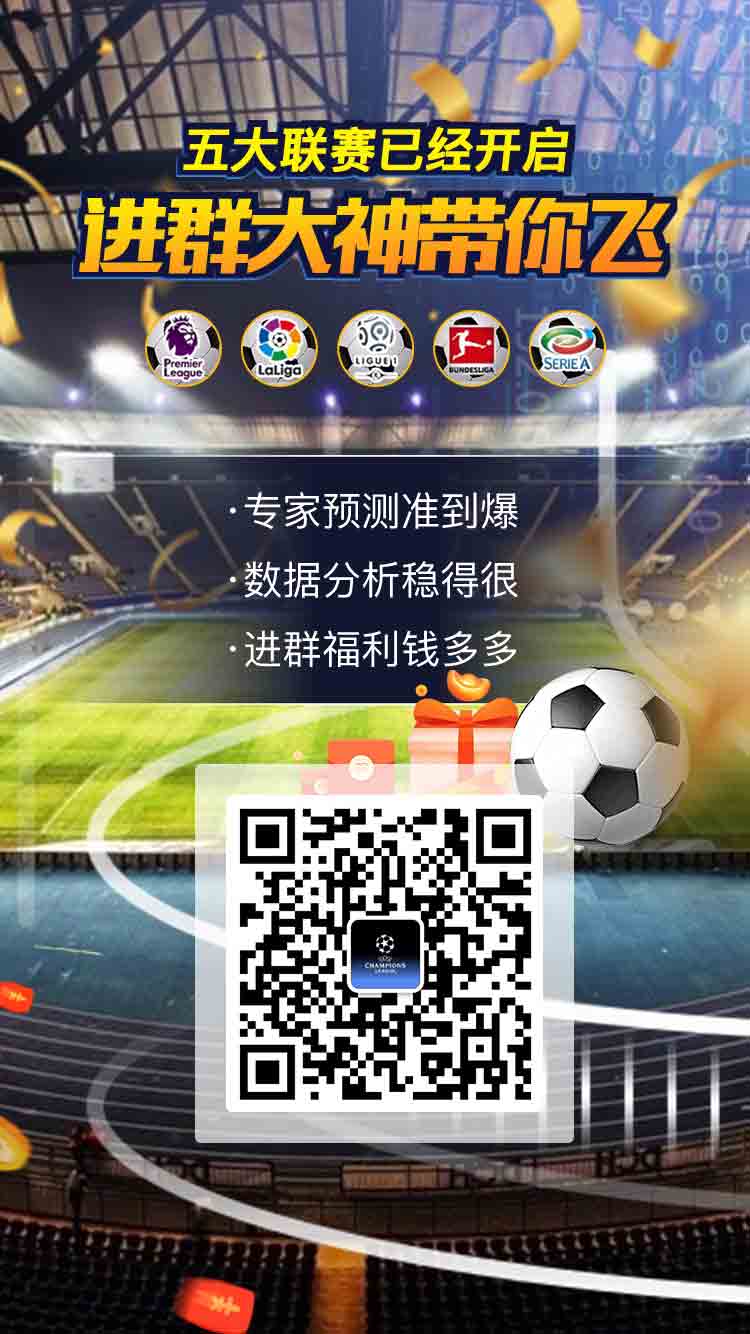 五大联赛已经开启
进群大神带你飞
Premier
League
LaLiga
LIGUE 1
BUNDESLIGA
SERIE A
·专家预测准到爆
·数据分析稳得很
·进群福利钱多多
CHAMPIONS
LEAGUE